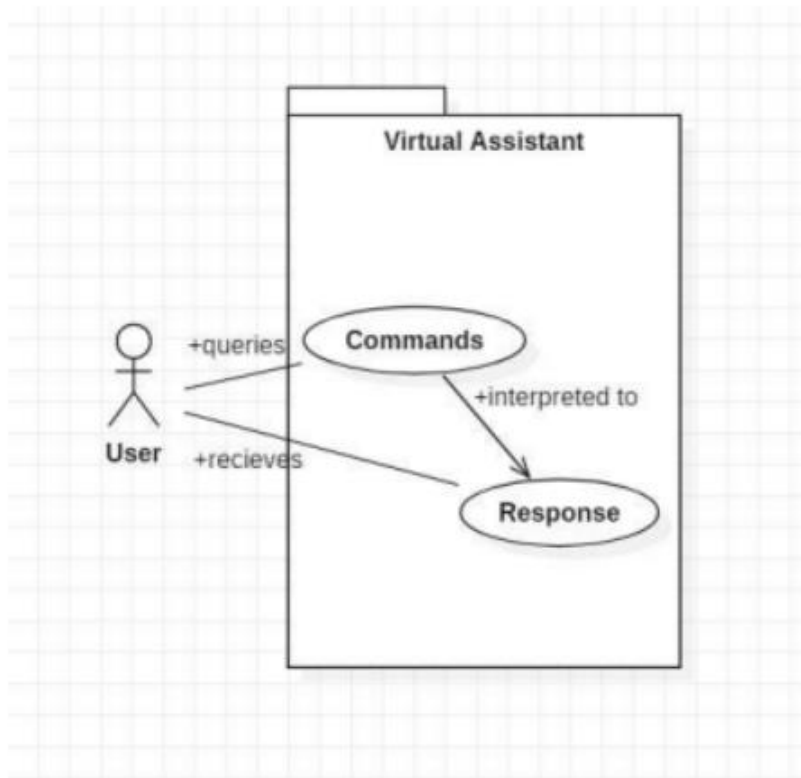 Virtual Assistant
+queries
Commands
+interpreted to
User
+recieves
Response